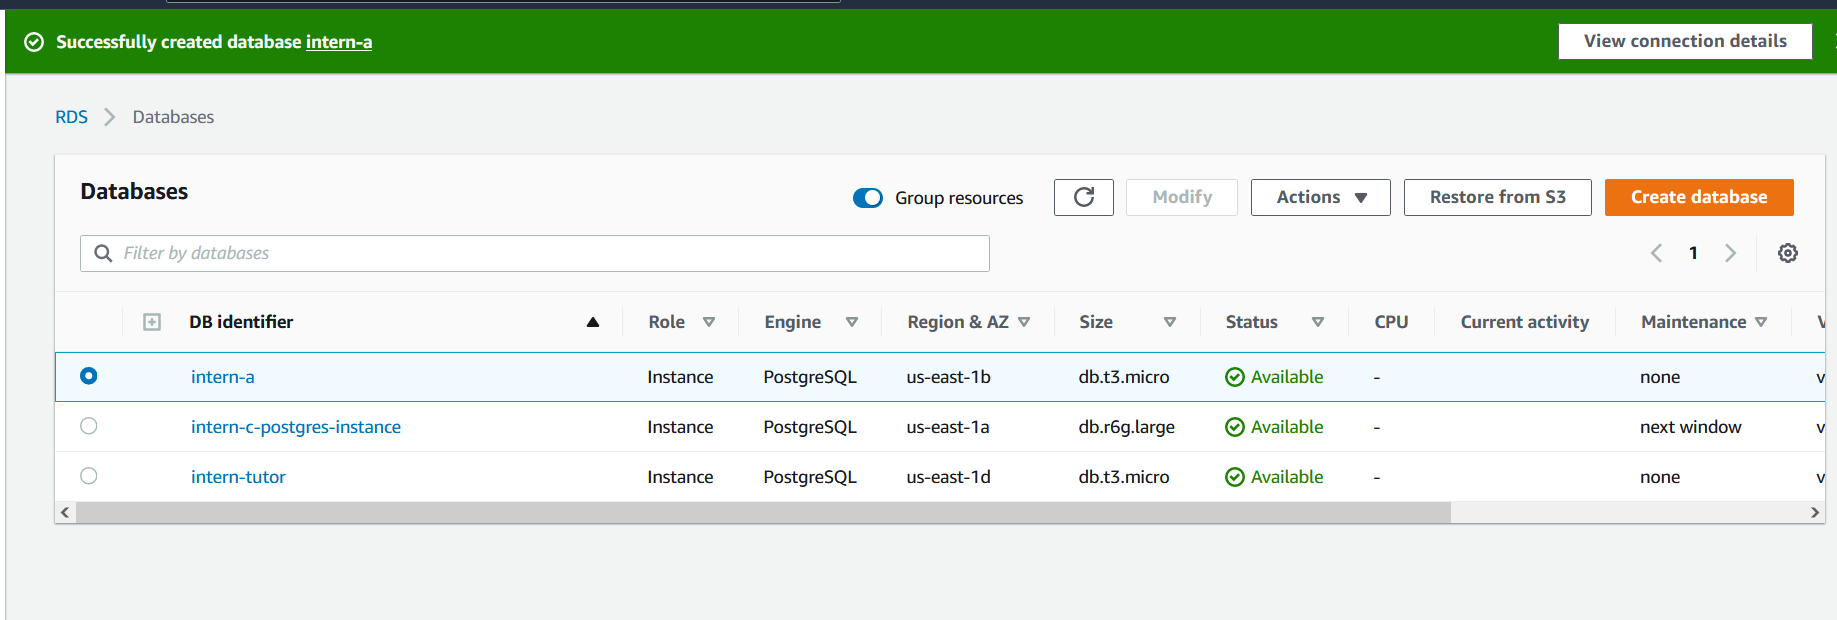 Successfully created database intern-a
View connection details
RDS Databases
Databases
Group resources
Modify
Actions
Restore from S3
Create database
Filter by databases
1
DB identifier Role Engine Region & AZ Size Status CPU Current activity Maintenance
intern-a Instance PostgreSQL us-east-1b db.t3.micro Available - none
intern-c-postgres-instance Instance PostgreSQL us-east-1a db.r6g.large Available - next window
intern-tutor Instance PostgreSQL us-east-1d db.t3.micro Available - none